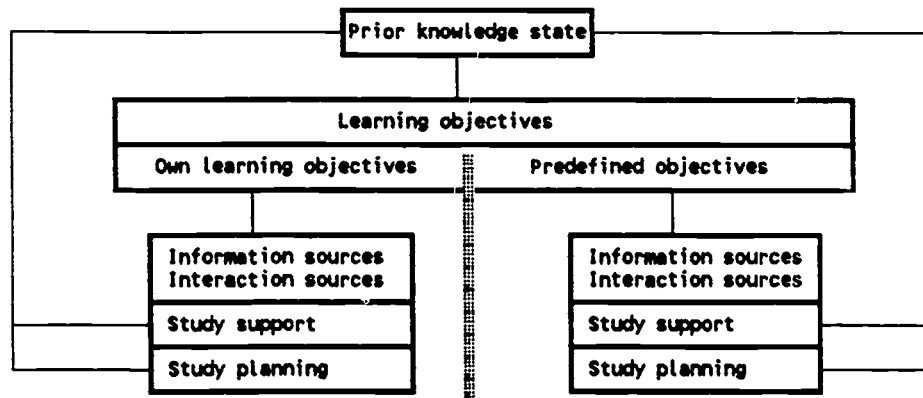 Prior knowledge state
Learning objectives
Own learning objectives
Predefined objectives
Information sources
Interaction sources
Study support
Study planning
Information sources
Interaction sources
Study support
Study planning